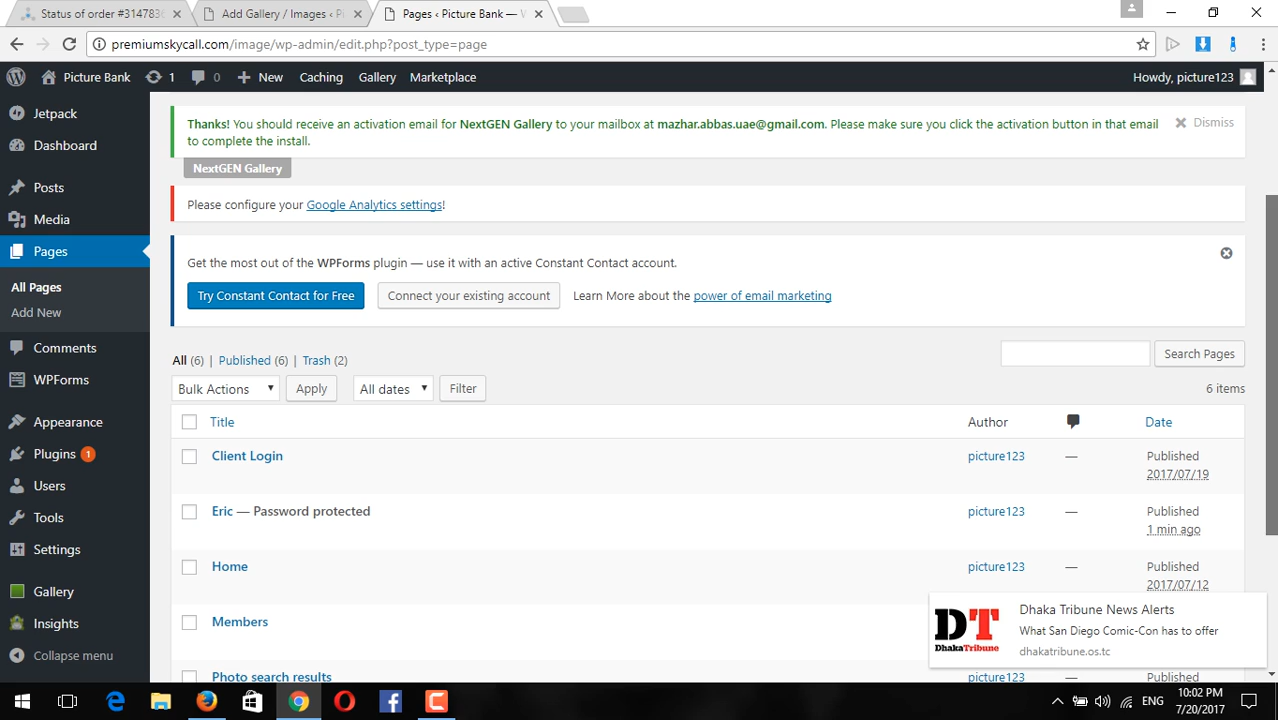 Status of order #314783
Add Gallery / Images ‹ Pi
Pages ‹ Picture Bank — W
premiumskycall.com/image/wp-admin/edit.php?post_type=page
Picture Bank 1 0 New Caching Gallery Marketplace Howdy, picture123
Jetpack
Dashboard
Posts
Media
Pages
All Pages
Add New
Comments
WPForms
Appearance
Plugins 1
Users
Tools
Settings
Gallery
Insights
Collapse menu
Thanks! You should receive an activation email for NextGEN Gallery to your mailbox at mazhar.abbas.uae@gmail.com. Please make sure you click the activation button in that email
to complete the install.
Dismiss
NextGEN Gallery
Please configure your Google Analytics settings!
Get the most out of the WPForms plugin — use it with an active Constant Contact account.
Try Constant Contact for Free Connect your existing account Learn More about the power of email marketing
All (6) | Published (6) | Trash (2)
Search Pages
Bulk Actions Apply All dates Filter 6 items
Title Author Date
Client Login picture123 — Published
2017/07/19
Eric — Password protected picture123 — Published
1 min ago
Home picture123 — Published
2017/07/12
Members
Photo search results picture123 — Published
DT
DhakaTribune
Dhaka Tribune News Alerts
What San Diego Comic-Con has to offer
dhakatribune.os.tc
ENG
10:02 PM
7/20/2017